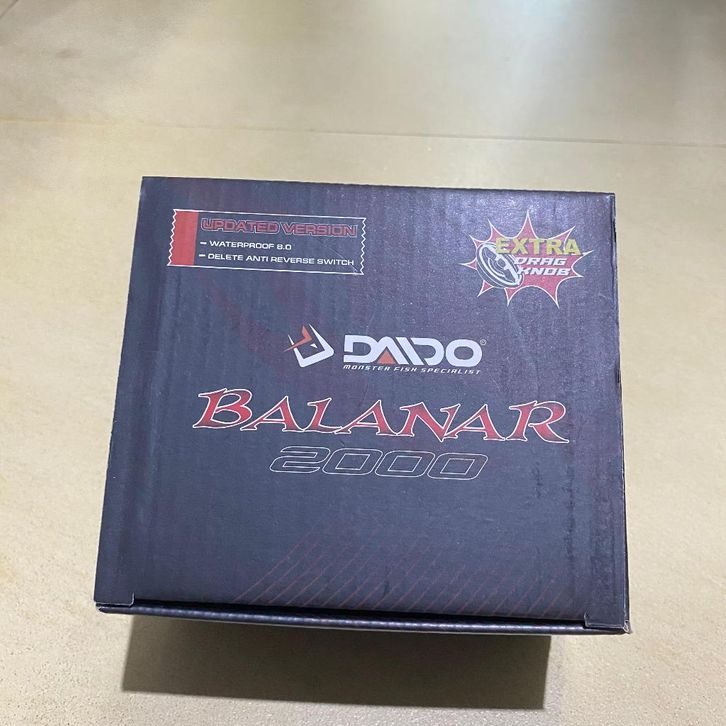 UPDATED VERSION
- WATERPROOF 8.0
- DELETE ANTI REVERSE SWITCH
EXTRA
DRAG
KNOB
DAIDO®
MONSTER FISH SPECIALIST
BALANAR
2000